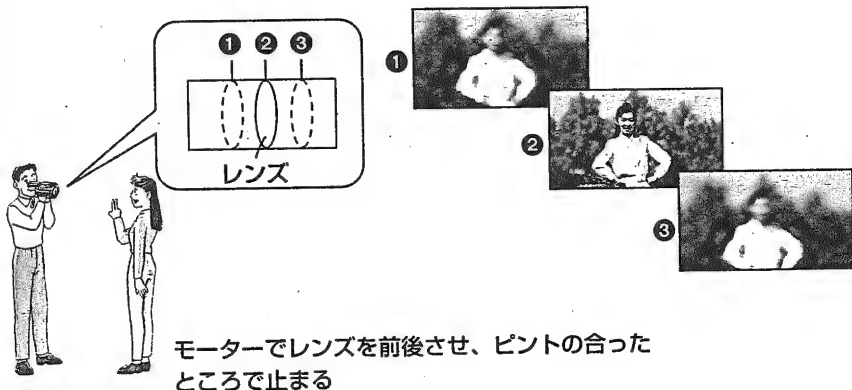 ❶ ❷ ❸
レンズ
❶
❷
❸
モーターでレンズを前後させ、ピントの合った
ところで止まる